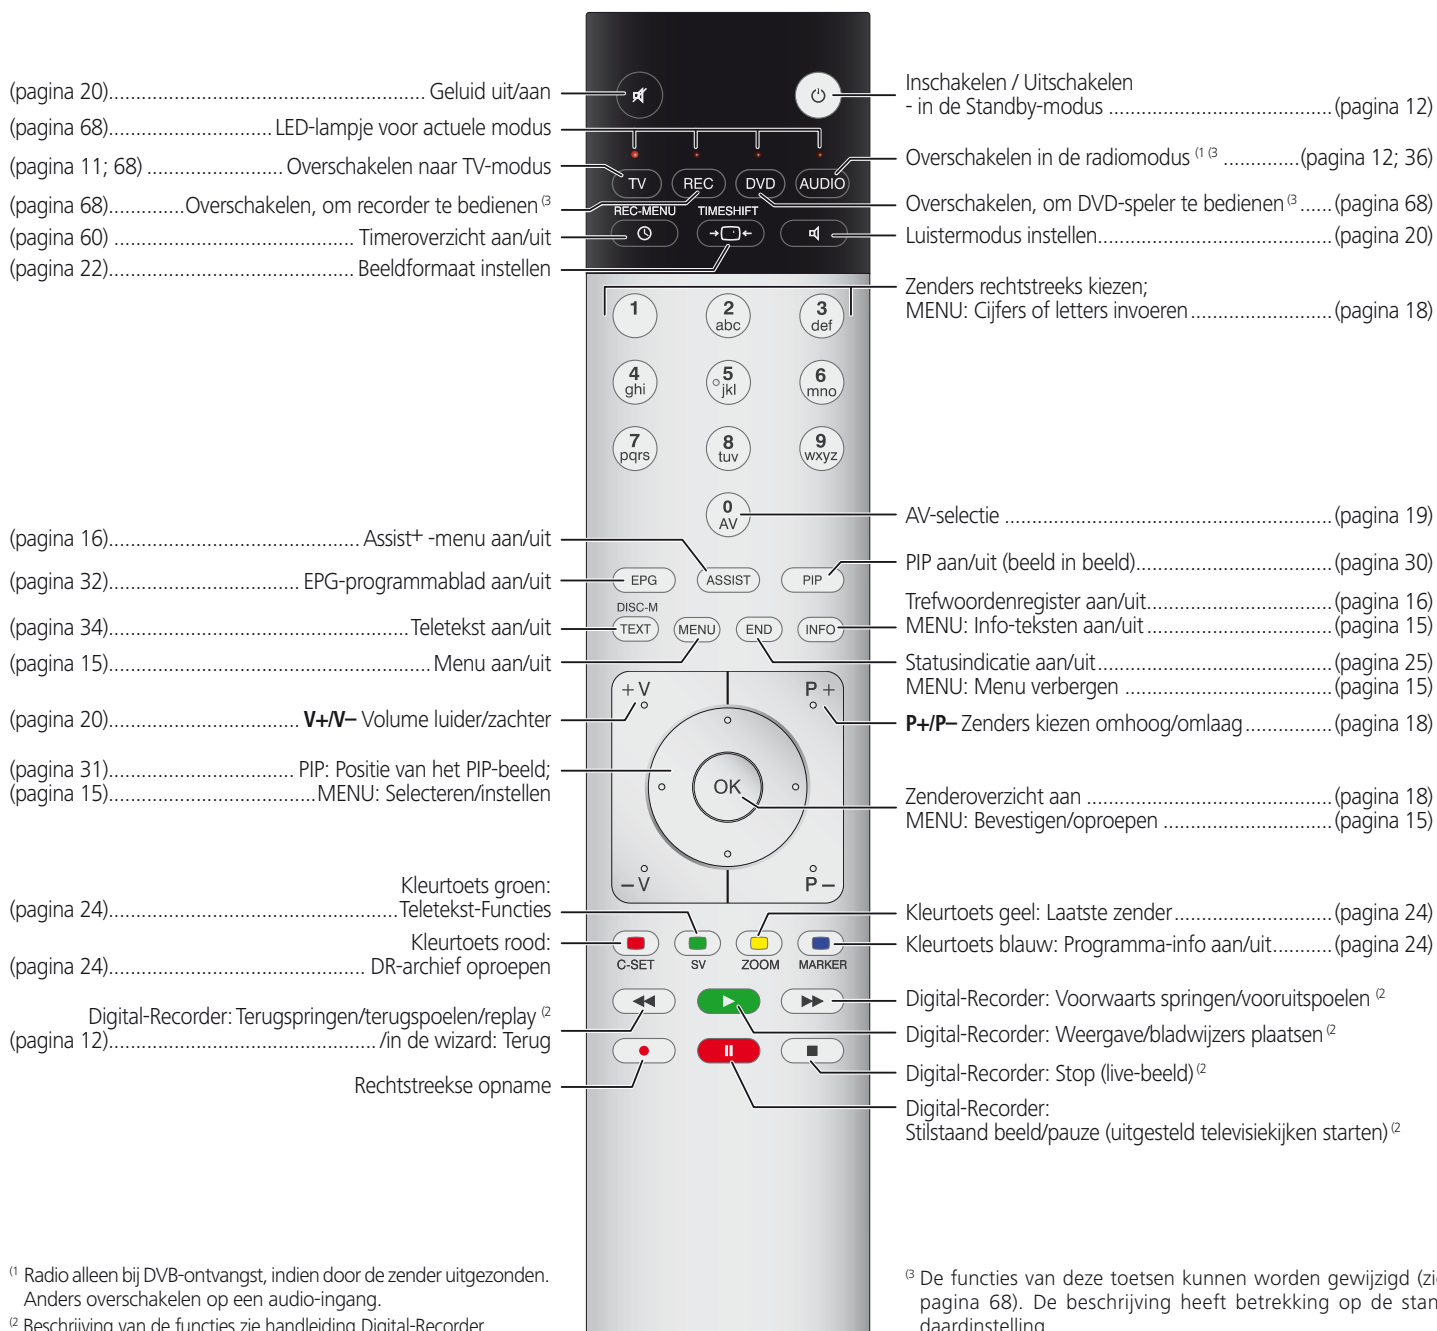 (pagina 20)..... Geluid uit/aan
(pagina 68)..... LED-lampje voor actuele modus
(pagina 11; 68) ..... Overschakelen naar TV-modus
(pagina 68).....Overschakelen, om recorder te bedienen (3
(pagina 60)..... Timeroverzicht aan/uit
(pagina 22)..... Beeldformaat instellen
(pagina 16)..... Assist+ -menu aan/uit
(pagina 32)..... EPG-programmablad aan/uit
(pagina 34).....Teletekst aan/uit
(pagina 15)..... Menu aan/uit
(pagina 20)..... V+/V– Volume luider/zachter
(pagina 31)..... PIP: Positie van het PIP-beeld;
(pagina 15).....MENU: Selecteren/instellen
Kleurtoets groen:
(pagina 24).....Teletekst-Functies
Kleurtoets rood:
(pagina 24)..... DR-archief oproepen
Digital-Recorder: Terugspringen/terugspoelen/replay (2
(pagina 12)...../in de wizard: Terug
Rechtstreekse opname
TV REC DVD AUDIO
REC-MENU TIMESHIFT
1 2 3
abc def
4 5 6
ghi jkl mno
7 8 9
pqrs tuv wxyz
0
AV
EPG ASSIST PIP
DISC-M
TEXT MENU END INFO
+ V P +
OK
– V P –
C-SET SV ZOOM MARKER
Inschakelen / Uitschakelen
- in de Standby-modus .....(pagina 12)
Overschakelen in de radiomodus (1 (3 .....(pagina 12; 36)
Overschakelen, om DVD-speler te bedienen (3 .....(pagina 68)
Luistermodus instellen.....(pagina 20)
Zenders rechtstreeks kiezen;
MENU: Cijfers of letters invoeren .....(pagina 18)
AV-selectie .....(pagina 19)
PIP aan/uit (beeld in beeld).....(pagina 30)
Trefwoordenregister aan/uit.....(pagina 16)
MENU: Info-teksten aan/uit .....(pagina 15)
Statusindicatie aan/uit.....(pagina 25)
MENU: Menu verbergen .....(pagina 15)
P+/P– Zenders kiezen omhoog/omlaag.....(pagina 18)
Zenderoverzicht aan .....(pagina 18)
MENU: Bevestigen/oproepen .....(pagina 15)
Kleurtoets geel: Laatste zender.....(pagina 24)
Kleurtoets blauw: Programma-info aan/uit.....(pagina 24)
Digital-Recorder: Voorwaarts springen/vooruitspoelen (2
Digital-Recorder: Weergave/bladwijzers plaatsen (2
Digital-Recorder: Stop (live-beeld) (2
Digital-Recorder:
Stilstaand beeld/pauze (uitgesteld televisiekijken starten) (2
(1 Radio alleen bij DVB-ontvangst, indien door de zender uitgezonden.
Anders overschakelen op een audio-ingang.
(2 Beschrijving van de functies zie handleiding Digital-Recorder
(3 De functies van deze toetsen kunnen worden gewijzigd (zi
pagina 68). De beschrijving heeft betrekking op de stan
daardinstelling